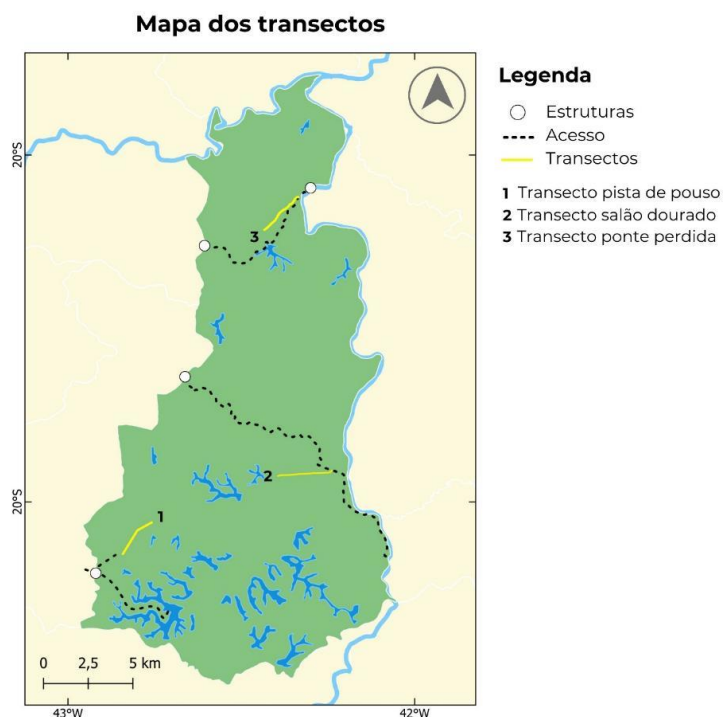 Mapa dos transectos
Legenda
Estruturas
Acesso
Transectos
1 Transecto pista de pouso
2 Transecto salão dourado
3 Transecto ponte perdida
20°S
3
2
20°S
1
0 2,5 5 km
43°W 42°W